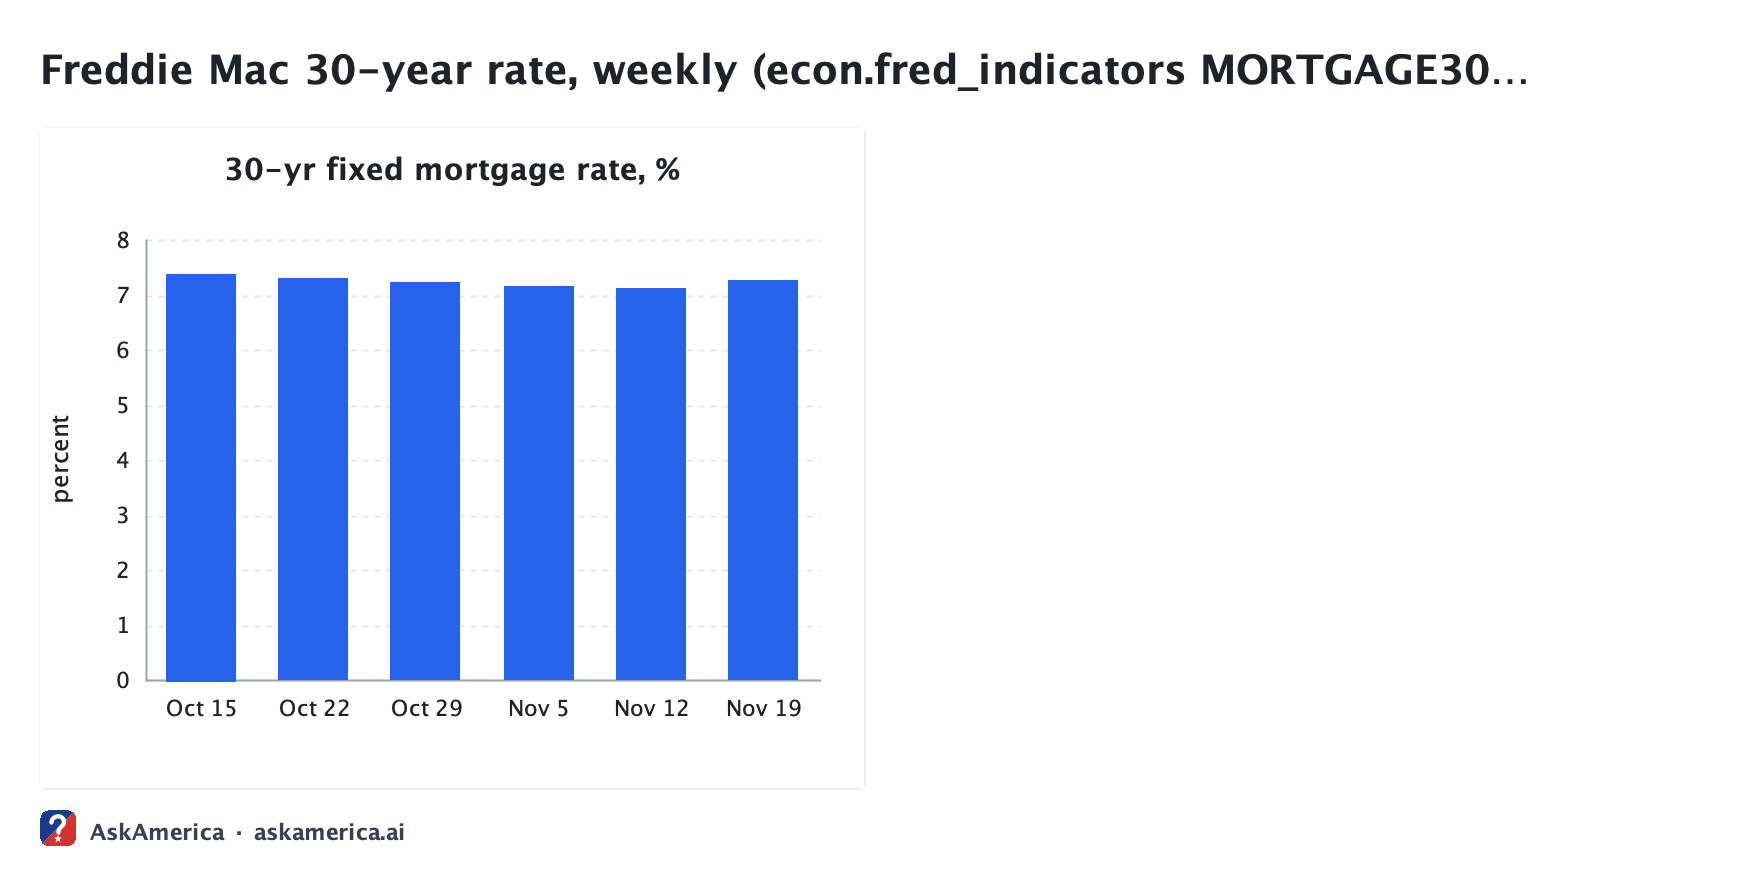 Freddie Mac 30-year rate, weekly (econ.fred_indicators MORTGAGE30...
30-yr fixed mortgage rate, %
8
7
6
5
4
3
2
1
0
percent
Oct 15 Oct 22 Oct 29 Nov 5 Nov 12 Nov 19
AskAmerica · askamerica.ai